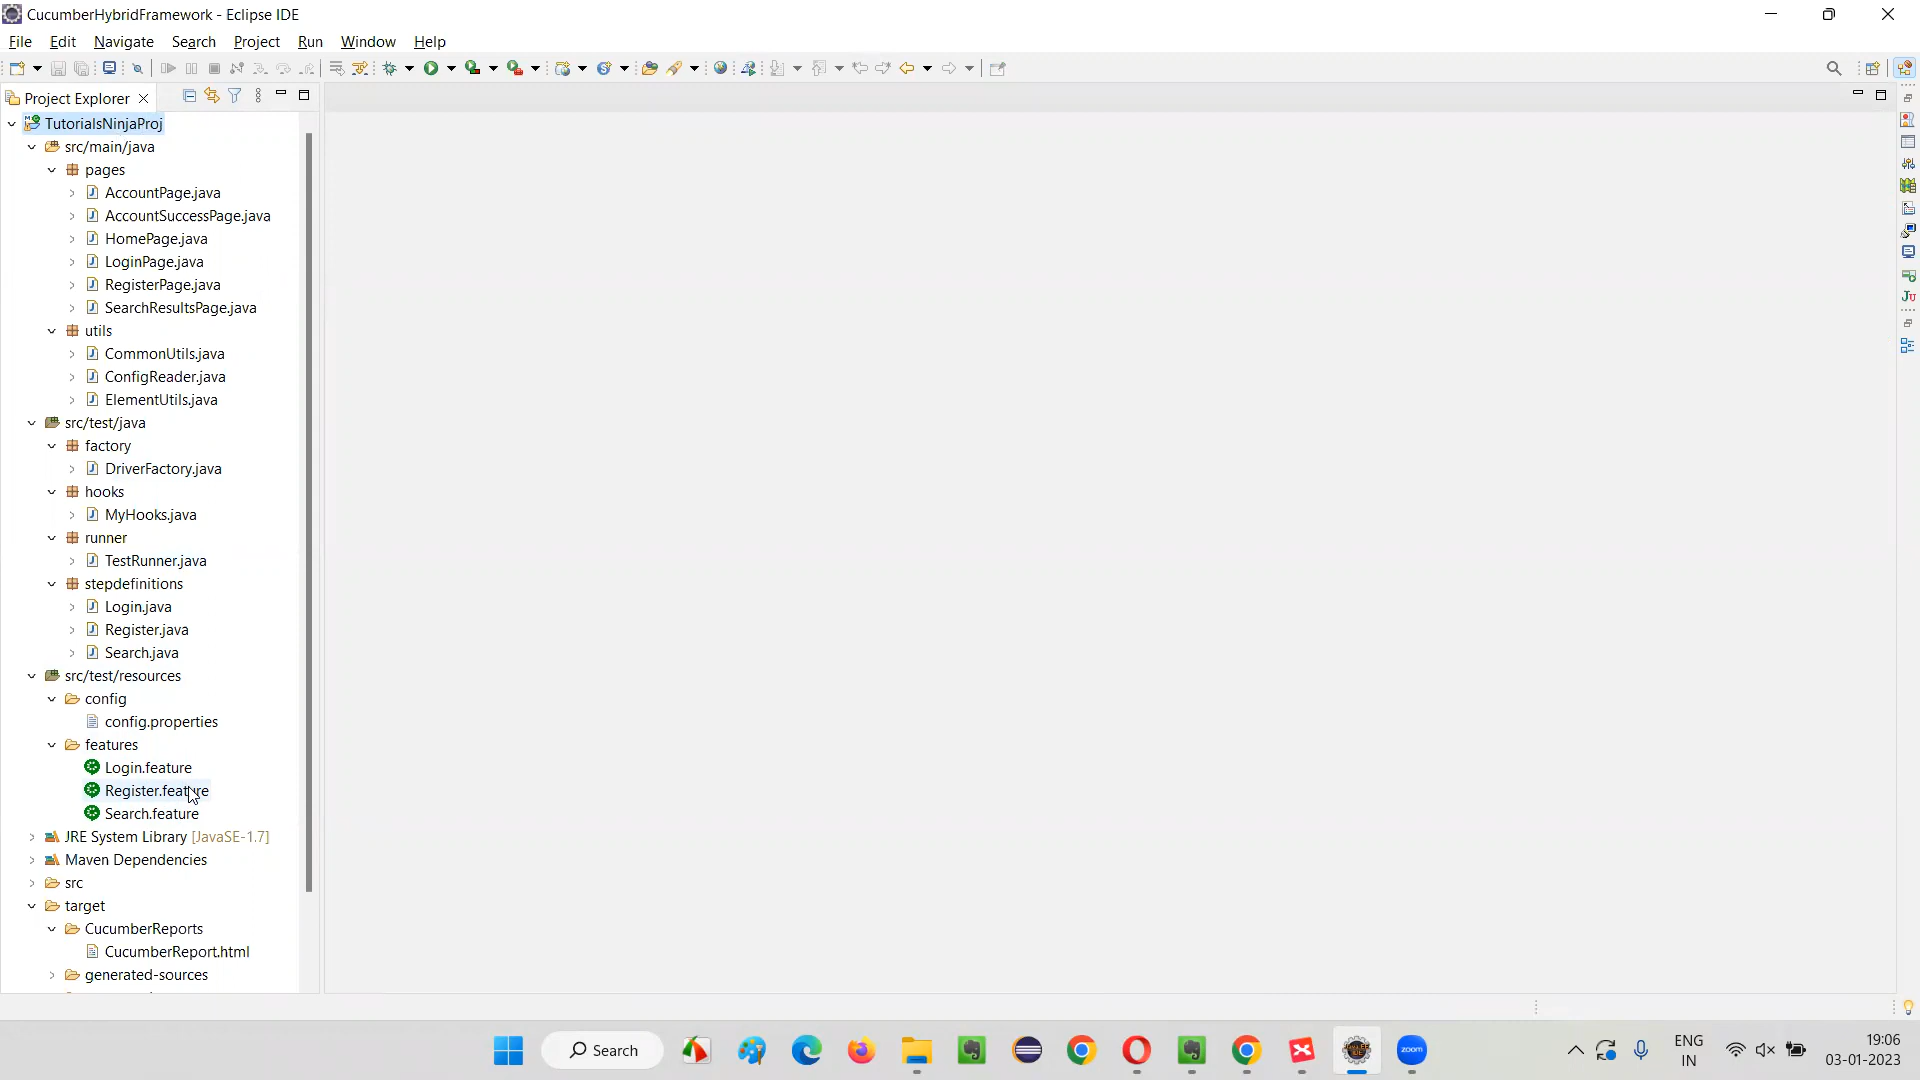 CucumberHybridFramework - Eclipse IDE
File Edit Navigate Search Project Run Window Help
Project Explorer
TutorialsNinjaProj
src/main/java
pages
AccountPage.java
AccountSuccessPage.java
HomePage.java
LoginPage.java
RegisterPage.java
SearchResultsPage.java
utils
CommonUtils.java
ConfigReader.java
ElementUtils.java
src/test/java
factory
DriverFactory.java
hooks
MyHooks.java
runner
TestRunner.java
stepdefinitions
Login.java
Register.java
Search.java
src/test/resources
config
config.properties
features
Login.feature
Register.feature
Search.feature
JRE System Library [JavaSE-1.7]
Maven Dependencies
src
target
CucumberReports
CucumberReport.html
generated-sources
Search
zoom
ENG
IN
19:06
03-01-2023